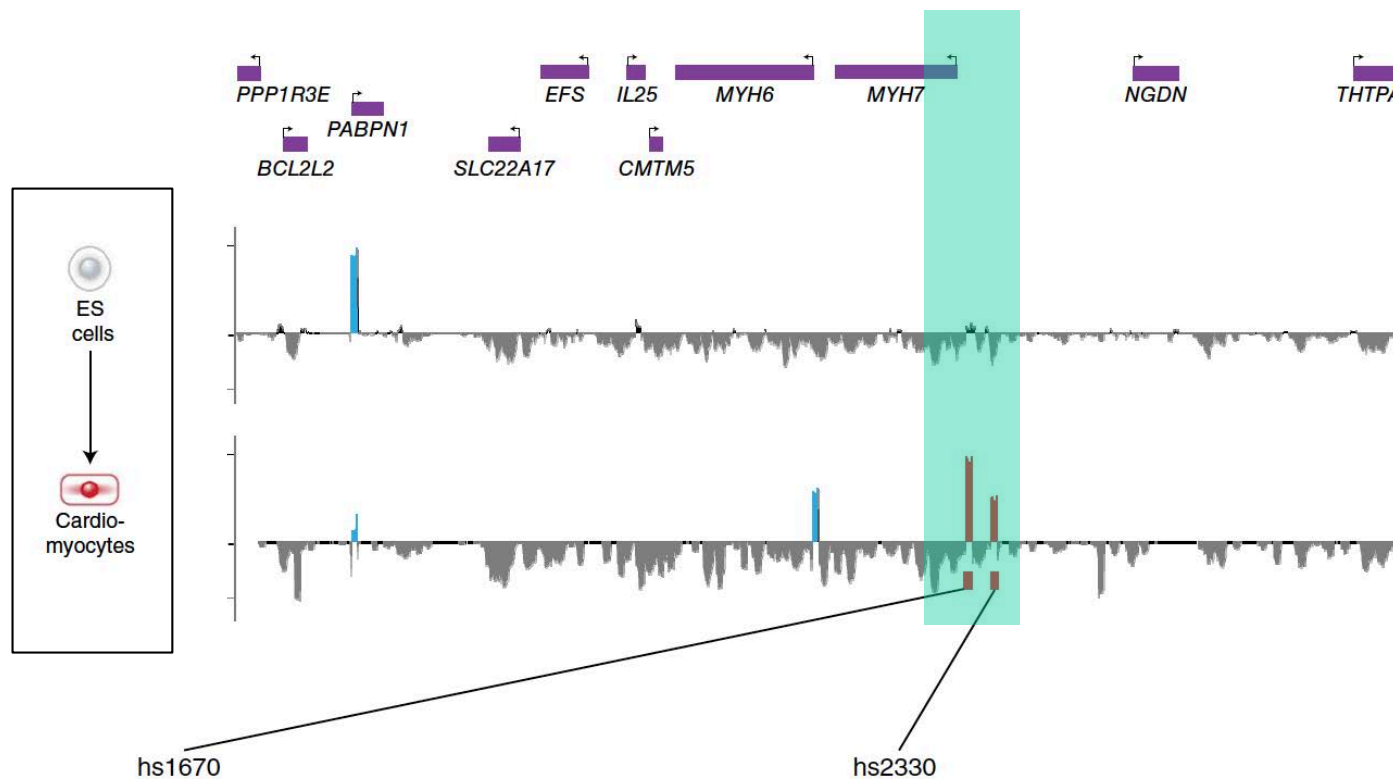 PPP1R3E
EFS
IL25
MYH6
MYH7
NGDN
PABPN1
BCL2L2
SLC22A17
CMTM5
ES
cells
Cardio-
myocytes
hs1670
hs2330